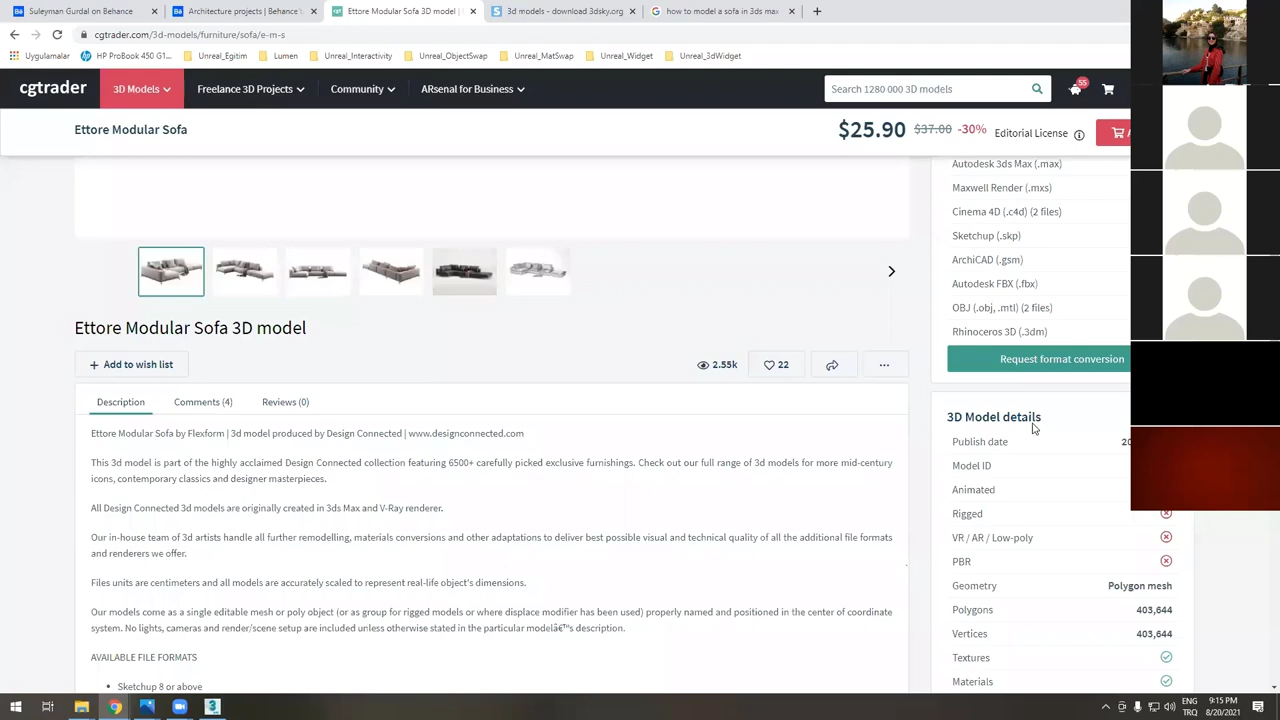 Suleyman Gurdal on Behance
Architecture projects | Behance
Ettore Modular Sofa 3D model |
3d models - download 3dsky.org
how to model a sofa in 3ds max
cgtrader.com/3d-models/furniture/sofa/e-m-s
Uygulamalar
HP ProBook 450 G1...
Unreal_Egitim
Lumen
Unreal_Interactivity
Unreal_ObjectSwap
Unreal_MatSwap
Unreal_Widget
Unreal_3dWidget
cgtrader
3D Models
Freelance 3D Projects
Community
ARsenal for Business
Search 1280 000 3D models
55
Ettore Modular Sofa
$25.90 $37.00 -30% Editorial License
Autodesk 3ds Max (.max)
Maxwell Render (.mxs)
Cinema 4D (.c4d) (2 files)
Sketchup (.skp)
ArchiCAD (.gsm)
Autodesk FBX (.fbx)
OBJ (.obj, .mtl) (2 files)
Rhinoceros 3D (.3dm)
Request format conversion
Ettore Modular Sofa 3D model
+ Add to wish list
2.55k
22
...
Description
Comments (4)
Reviews (0)
Ettore Modular Sofa by Flexform | 3d model produced by Design Connected | www.designconnected.com
This 3d model is part of the highly acclaimed Design Connected collection featuring 6500+ carefully picked exclusive furnishings. Check out our full range of 3d models for more mid-century
icons, contemporary classics and designer masterpieces.
All Design Connected 3d models are originally created in 3ds Max and V-Ray renderer.
Our in-house team of 3d artists handle all further remodelling, materials conversions and other adaptations to deliver best possible visual and technical quality of all the additional file formats
and renderers we offer.
Files units are centimeters and all models are accurately scaled to represent real-life object's dimensions.
Our models come as a single editable mesh or poly object (or as group for rigged models or where displace modifier has been used) properly named and positioned in the center of coordinate
system. No lights, cameras and render/scene setup are included unless otherwise stated in the particular modelâ€™s description.
AVAILABLE FILE FORMATS
• Sketchup 8 or above
3D Model details
Publish date 20
Model ID
Animated
Rigged
VR / AR / Low-poly
PBR
Geometry Polygon mesh
Polygons 403,644
Vertices 403,644
Textures
Materials
ENG
TRQ
9:15 PM
8/20/2021